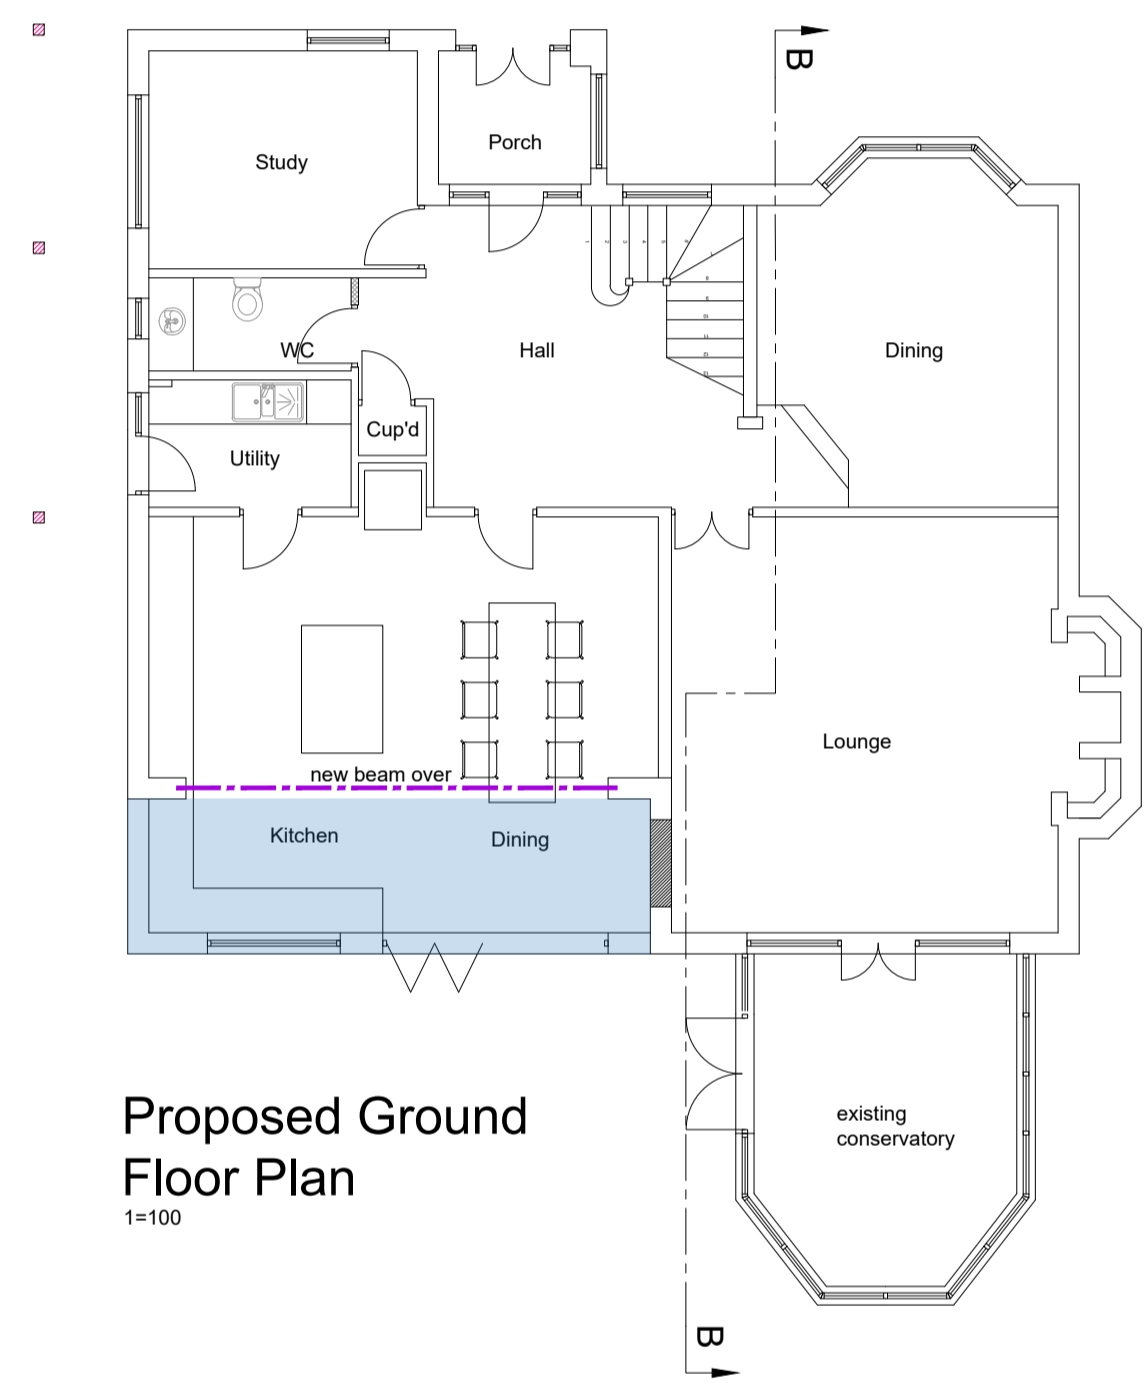 B
Porch
Study
WC
Hall
Dining
Cup'd
Utility
Lounge
new beam over
Kitchen
Dining
existing
conservatory
Proposed Ground
Floor Plan
1=100
B